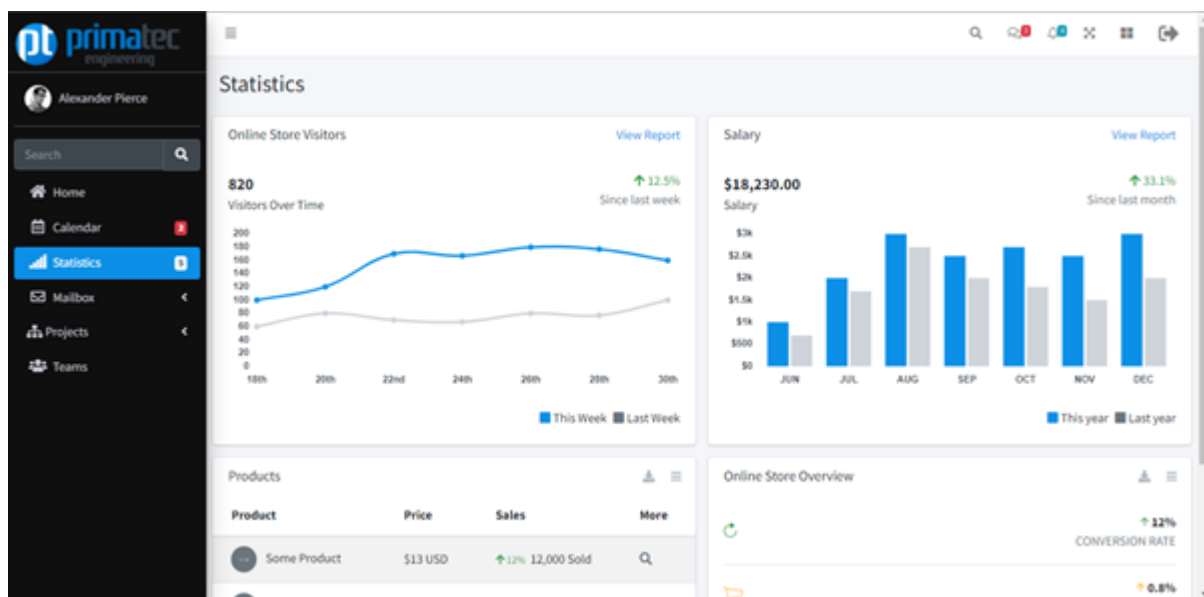 pt primatec
engineering
Alexander Pierce
Search
Home
Calendar
Statistics 5
Mailbox
Projects
Teams
Statistics
Online Store Visitors View Report
820 12.5%
Visitors Over Time Since last week
200
180
160
140
120
100
80
60
40
20
0
18th 20th 22nd 24th 26th 28th 30th
This Week Last Week
Salary View Report
$18,230.00 33.1%
Salary Since last month
$3k
$2.5k
$2k
$1.5k
$1k
$500
$0
JUN JUL AUG SEP OCT NOV DEC
This year Last year
Products
Product Price Sales More
Some Product $13 USD 12% 12,000 Sold
Online Store Overview
12%
CONVERSION RATE
0.8%